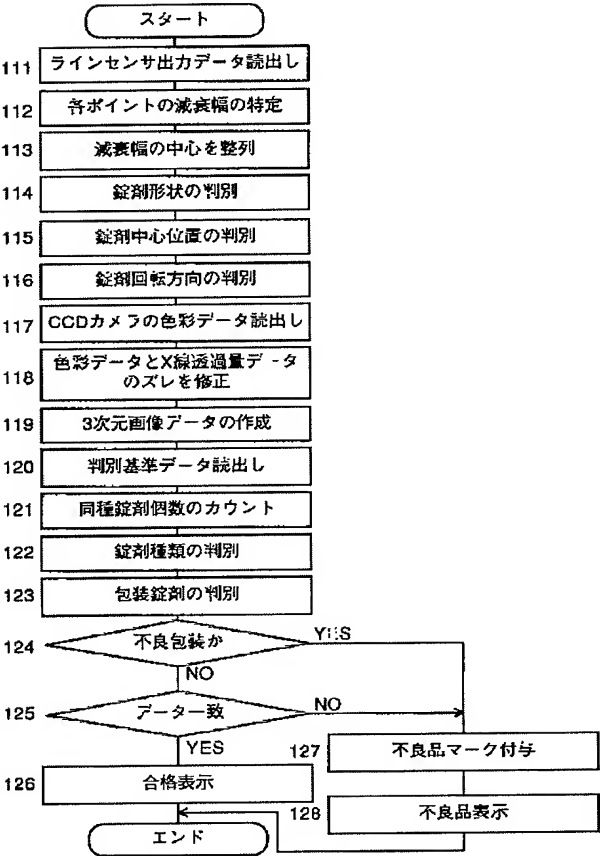 スタート
111 ラインセンサ出力データ読出し
112 各ポイントの減衰幅の特定
113 減衰幅の中心を整列
114 錠剤形状の判別
115 錠剤中心位置の判別
116 錠剤回転方向の判別
117 CCDカメラの色彩データ読出し
118 色彩データとX線透過量データ
のズレを修正
119 3次元画像データの作成
120 判別基準データ読出し
121 同種錠剤個数のカウント
122 錠剤種類の判別
123 包装錠剤の判別
124 不良包装か YES
NO
125 データ一致 NO
YES
127 不良品マーク付与
126 合格表示
128 不良品表示
エンド